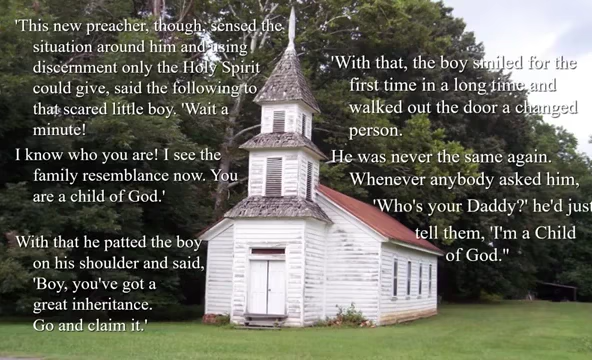 'This new preacher, though, sensed the
situation around him and using
discernment only the Holy Spirit
could give, said the following to
that scared little boy. 'Wait a
minute!
I know who you are! I see the
family resemblance now. You
are a child of God.'
With that he patted the boy
on his shoulder and said,
'Boy, you've got a
great inheritance.
Go and claim it.'
'With that, the boy smiled for the
first time in a long time and
walked out the door a changed
person.
He was never the same again.
Whenever anybody asked him,
'Who's your Daddy?' he'd just
tell them, 'I'm a Child
of God."